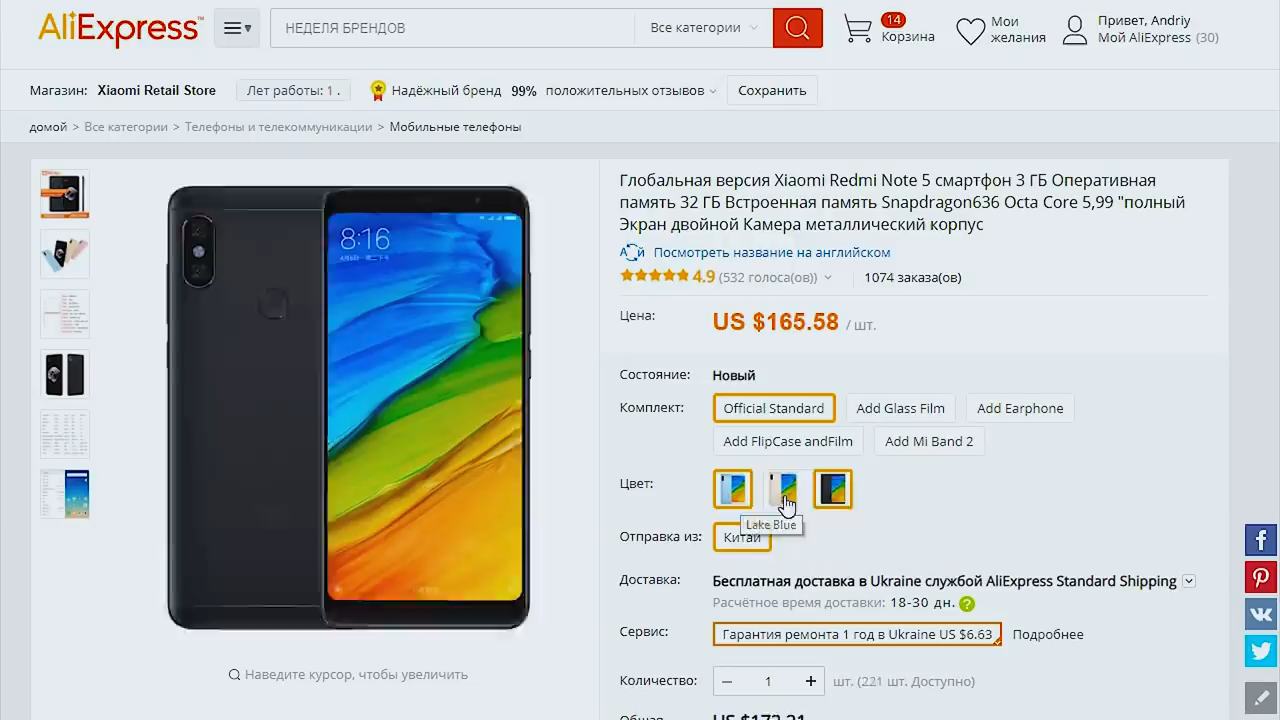 AliExpress™
НЕДЕЛЯ БРЕНДОВ
Все категории
14
Корзина
Мои
желания
Привет, Andriy
Мой AliExpress (30)
Магазин: Xiaomi Retail Store
Лет работы: 1 .
Надёжный бренд 99% положительных отзывов
Сохранить
домой > Все категории > Телефоны и телекоммуникации > Мобильные телефоны
8:16
Глобальная версия Xiaomi Redmi Note 5 смартфон 3 ГБ Оперативная
память 32 ГБ Встроенная память Snapdragon636 Octa Core 5,99 "полный
Экран двойной Камера металлический корпус
Посмотреть название на английском
4.9 (532 голоса(ов))
1074 заказа(ов)
Цена: US $165.58 / шт.
Состояние: Новый
Комплект: Official Standard Add Glass Film Add Earphone
Add FlipCase andFilm Add Mi Band 2
Цвет:
Lake Blue
Отправка из: Китай
Доставка: Бесплатная доставка в Ukraine службой AliExpress Standard Shipping
Расчётное время доставки: 18-30 дн. ?
Сервис: Гарантия ремонта 1 год в Ukraine US $6.63 Подробнее
Количество: − 1 + шт. (221 шт. Доступно)
Наведите курсор, чтобы увеличить
Общая US $172.21